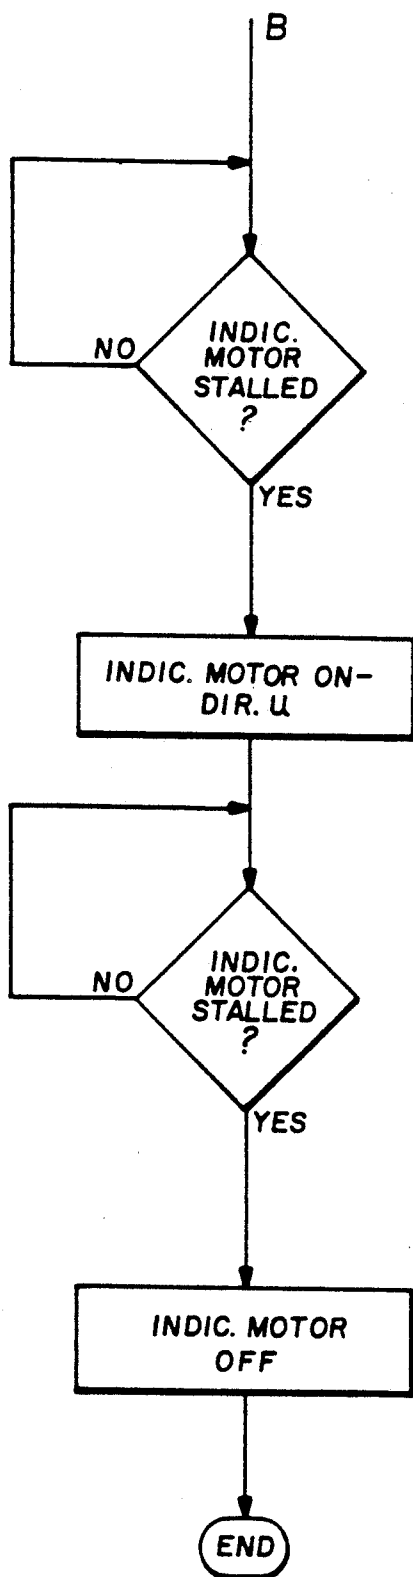 B
INDIC.
MOTOR
STALLED
?
NO
YES
INDIC. MOTOR ON-
DIR. U
INDIC.
MOTOR
STALLED
?
NO
YES
INDIC. MOTOR
OFF
END